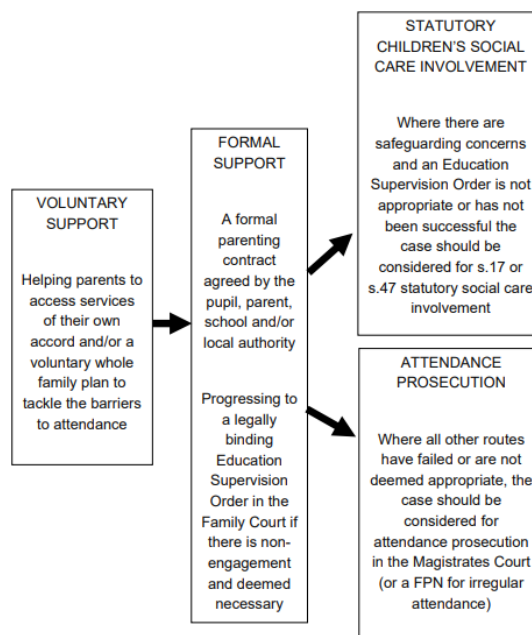 VOLUNTARY
SUPPORT
Helping parents to
access services
of their own
accord and/or a
voluntary whole
family plan to
tackle the barriers
to attendance
FORMAL
SUPPORT
A formal
parenting
contract
agreed by the
pupil, parent,
school and/or
local authority
Progressing to
a legally
binding
Education
Supervision
Order in the
Family Court if
there is non-
engagement
and deemed
necessary
STATUTORY
CHILDREN'S SOCIAL
CARE INVOLVEMENT
Where there are
safeguarding concerns
and an Education
Supervision Order is not
appropriate or has not
been successful the
case should be
considered for s.17 or
s.47 statutory social care
involvement
ATTENDANCE
PROSECUTION
Where all other routes
have failed or are not
deemed appropriate, the
case should be
considered for
attendance prosecution
in the Magistrates Court
(or a FPN for irregular
attendance)